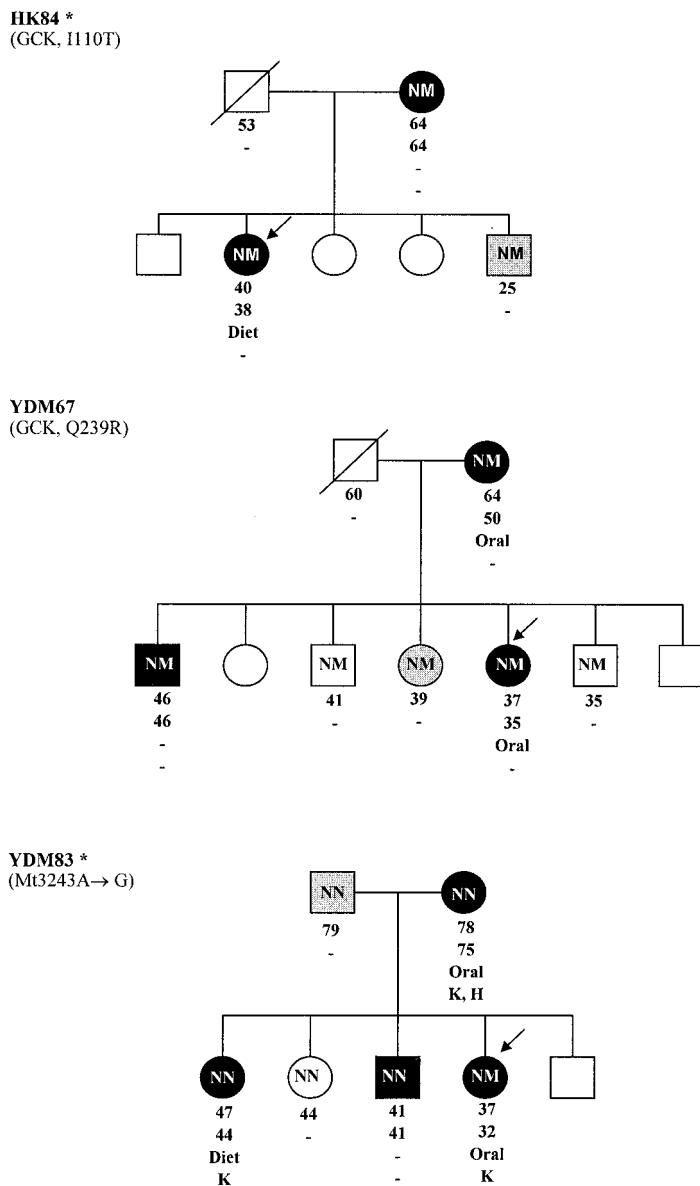 HK84 *
(GCK, I110T)
NM
53 64
- 64
-
-
NM NM
40 25
38 -
Diet
-
YDM67
(GCK, Q239R)
NM
60 64
- 50
Oral
-
NM NM NM NM NM
46 41 39 37 35
46 - - 35 -
- Oral
- -
YDM83 *
(Mt3243A→ G)
NN NN
79 78
- 75
Oral
K, H
NN NN NN NM
47 44 41 37
44 - 41 32
Diet - Oral
K - K